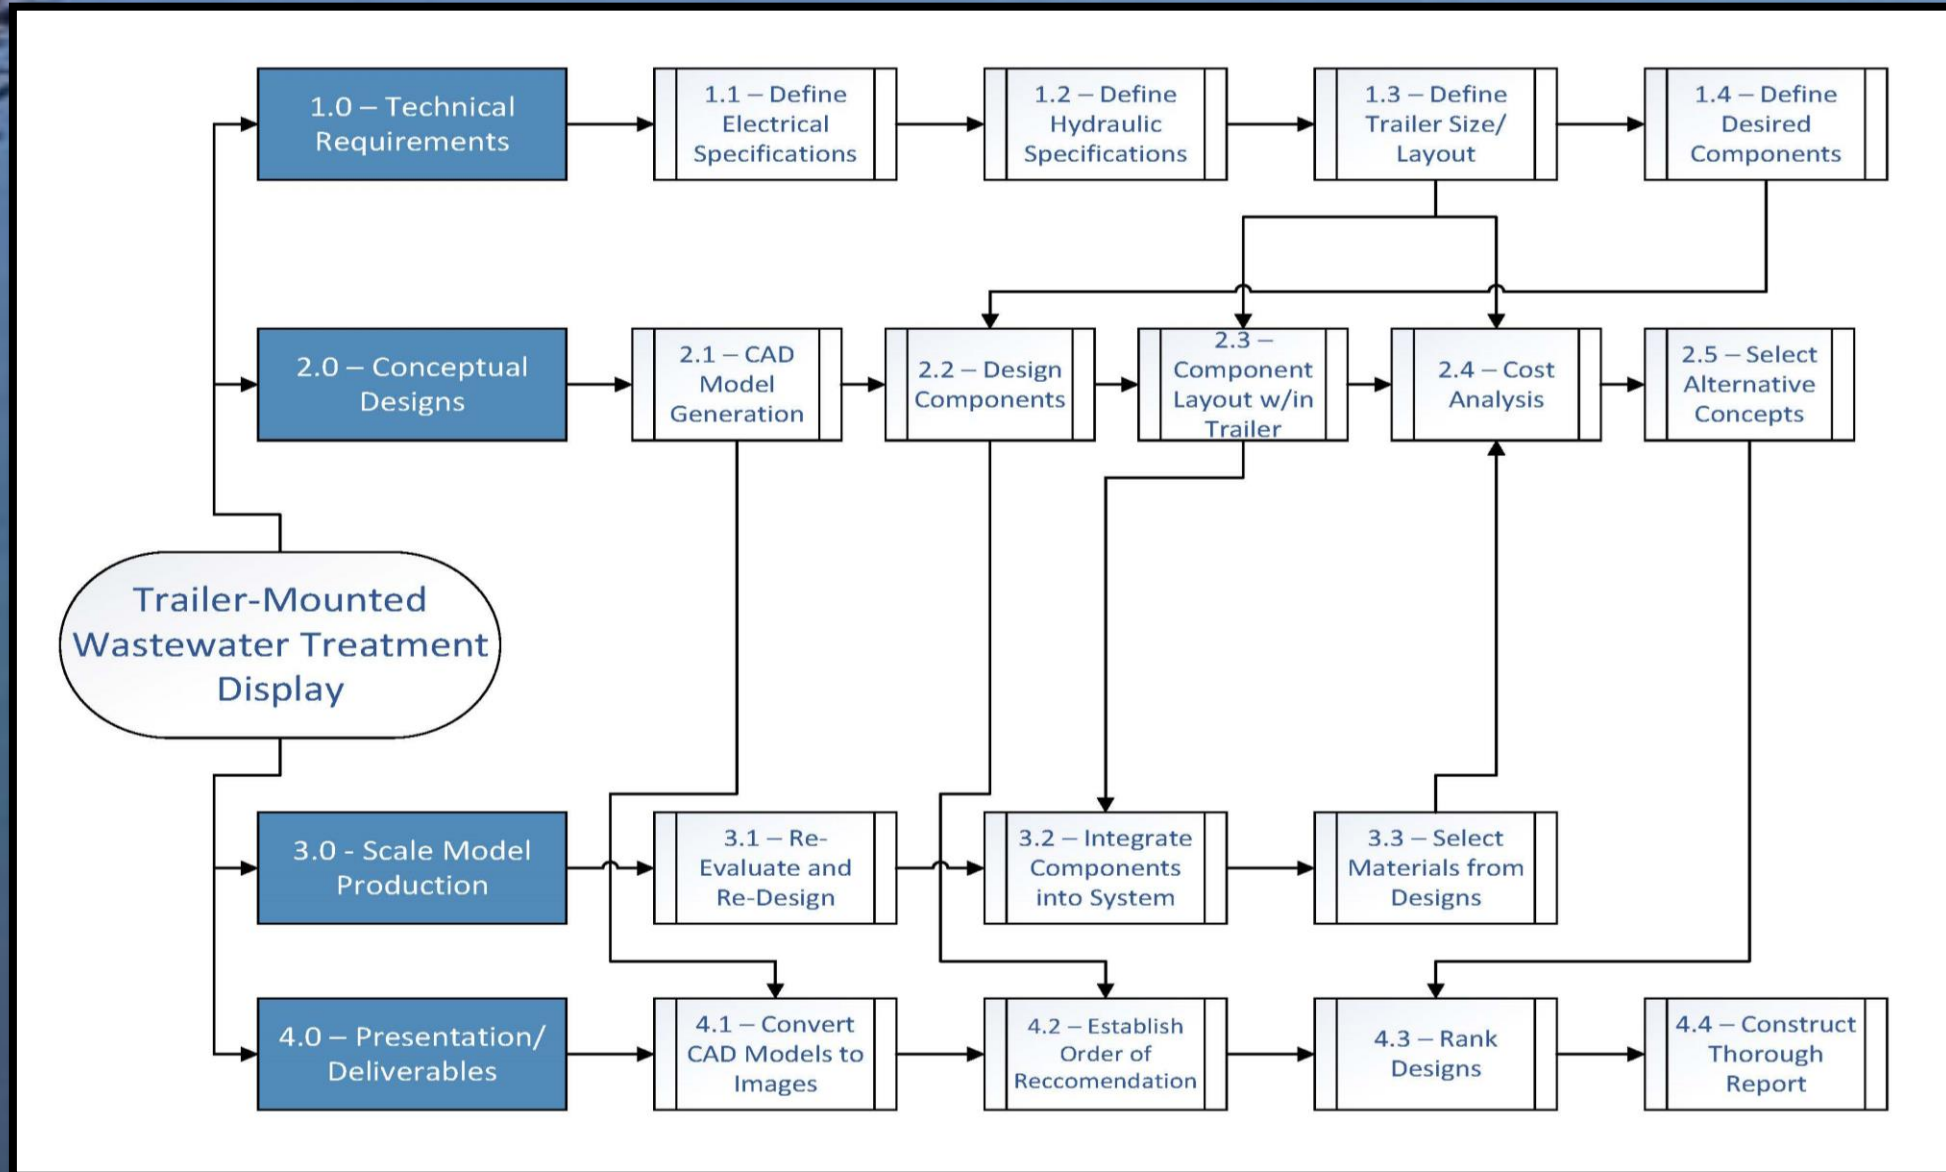 1.0 – Technical
Requirements
1.1 – Define
Electrical
Specifications
1.2 – Define
Hydraulic
Specifications
1.3 – Define
Trailer Size/
Layout
1.4 – Define
Desired
Components
2.0 – Conceptual
Designs
2.1 – CAD
Model
Generation
2.2 – Design
Components
2.3 –
Component
Layout w/in
Trailer
2.4 – Cost
Analysis
2.5 – Select
Alternative
Concepts
Trailer-Mounted
Wastewater Treatment
Display
3.0 - Scale Model
Production
3.1 – Re-
Evaluate and
Re-Design
3.2 – Integrate
Components
into System
3.3 – Select
Materials from
Designs
4.0 – Presentation/
Deliverables
4.1 – Convert
CAD Models to
Images
4.2 – Establish
Order of
Reccomendation
4.3 – Rank
Designs
4.4 – Construct
Thorough
Report